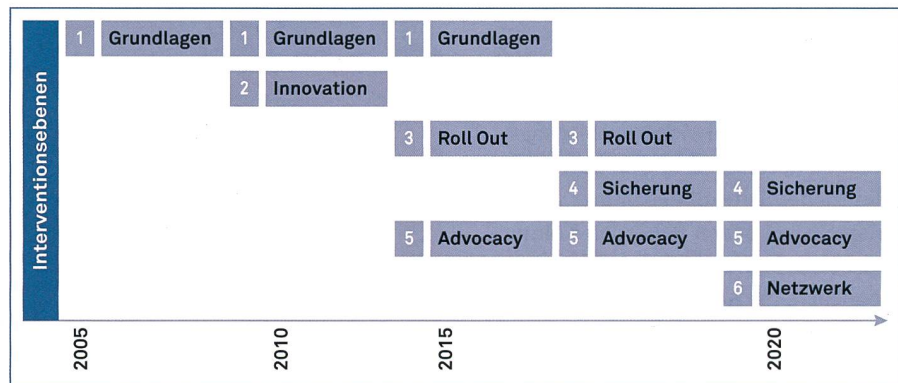 Interventionsebenen
1 Grundlagen 1 Grundlagen 1 Grundlagen
2 Innovation
3 Roll Out 3 Roll Out
4 Sicherung 4 Sicherung
5 Advocacy 5 Advocacy 5 Advocacy
6 Netzwerk
2005 2010 2015 2020